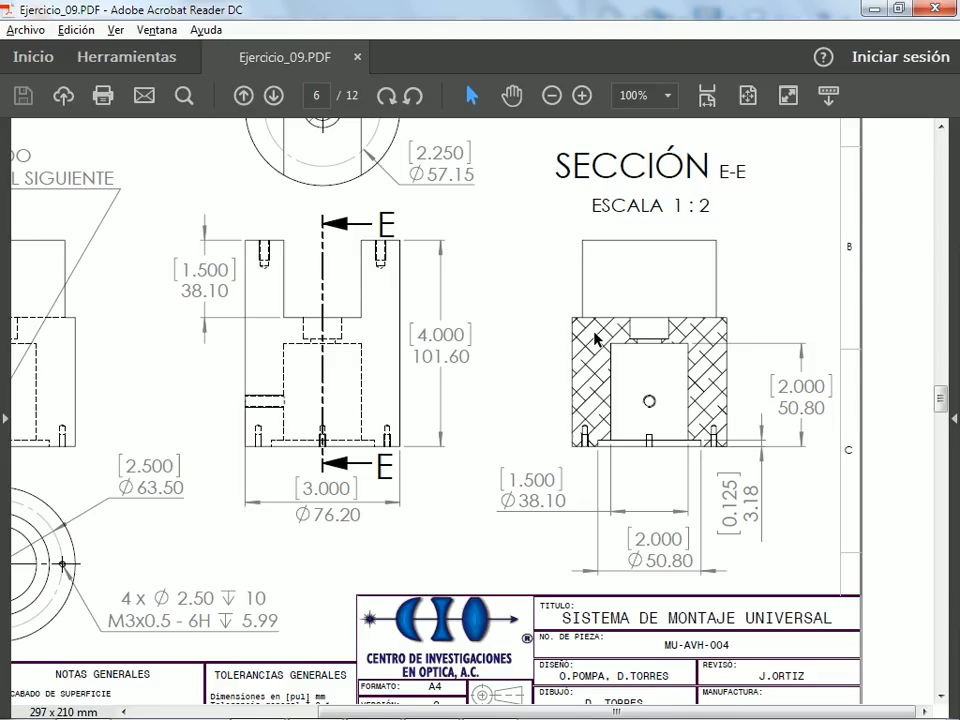 Ejercicio_09.PDF - Adobe Acrobat Reader DC
Archivo Edición Ver Ventana Ayuda
Inicio Herramientas Ejercicio_09.PDF × ? Iniciar sesión
6 / 12 100%
DO
L SIGUIENTE
[2.250]
Ø57.15
SECCIÓN E-E
ESCALA 1 : 2
E
B
[1.500]
38.10
[4.000]
101.60
[2.000]
50.80
E
C
[2.500]
Ø63.50
[3.000]
Ø76.20
[1.500]
Ø38.10
[0.125]
3.18
[2.000]
Ø50.80
4 x Ø 2.50 ↧ 10
M3x0.5 - 6H ↧ 5.99
CIO
®
CENTRO DE INVESTIGACIONES
EN OPTICA, A.C.
TITULO:
SISTEMA DE MONTAJE UNIVERSAL
NO. DE PIEZA:
MU-AVH-004
DISEÑO:
O.POMPA, D.TORRES
REVISÓ:
J.ORTIZ
NOTAS GENERALES
TOLERANCIAS GENERALES
FORMATO: A4
DIBUJO:
MANUFACTURA:
CABADO DE SUPERFICIE
Dimensiones en [pul] mm
D. TORRES
297 x 210 mm